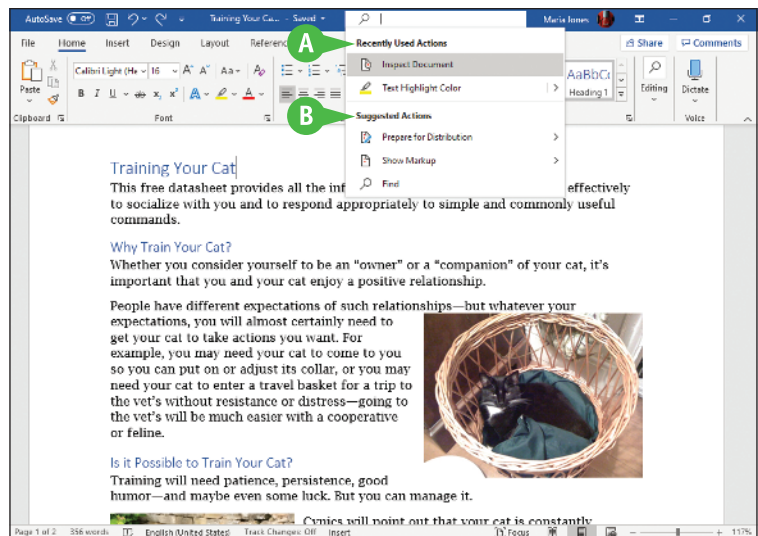 AutoSave Off Training Your Ca... - Saved Maria Jones
File Home Insert Design Layout Refere Share Comments
A Recently Used Actions
Inspect Document
Text Highlight Color
B Suggested Actions
Prepare for Distribution
Show Markup
Find
Paste
Calibri Light (He 16 A A Aa A
B I U ab x x A A
AaBbC
Heading 1
Editing
Dictate
Clipboard Font Voice
Training Your Cat
This free datasheet provides all the inf effectively
to socialize with you and to respond appropriately to simple and commonly useful
commands.
Why Train Your Cat?
Whether you consider yourself to be an “owner” or a “companion” of your cat, it’s
important that you and your cat enjoy a positive relationship.
People have different expectations of such relationships—but whatever your
expectations, you will almost certainly need to
get your cat to take actions you want. For
example, you may need your cat to come to you
so you can put on or adjust its collar, or you may
need your cat to enter a travel basket for a trip to
the vet’s without resistance or distress—going to
the vet’s will be much easier with a cooperative
or feline.
Is it Possible to Train Your Cat?
Training will need patience, persistence, good
humor—and maybe even some luck. But you can manage it.
Cynics will point out that your cat is constantly
Page 1 of 2 356 words English (United States) Track Changes: Off Insert Focus 117%